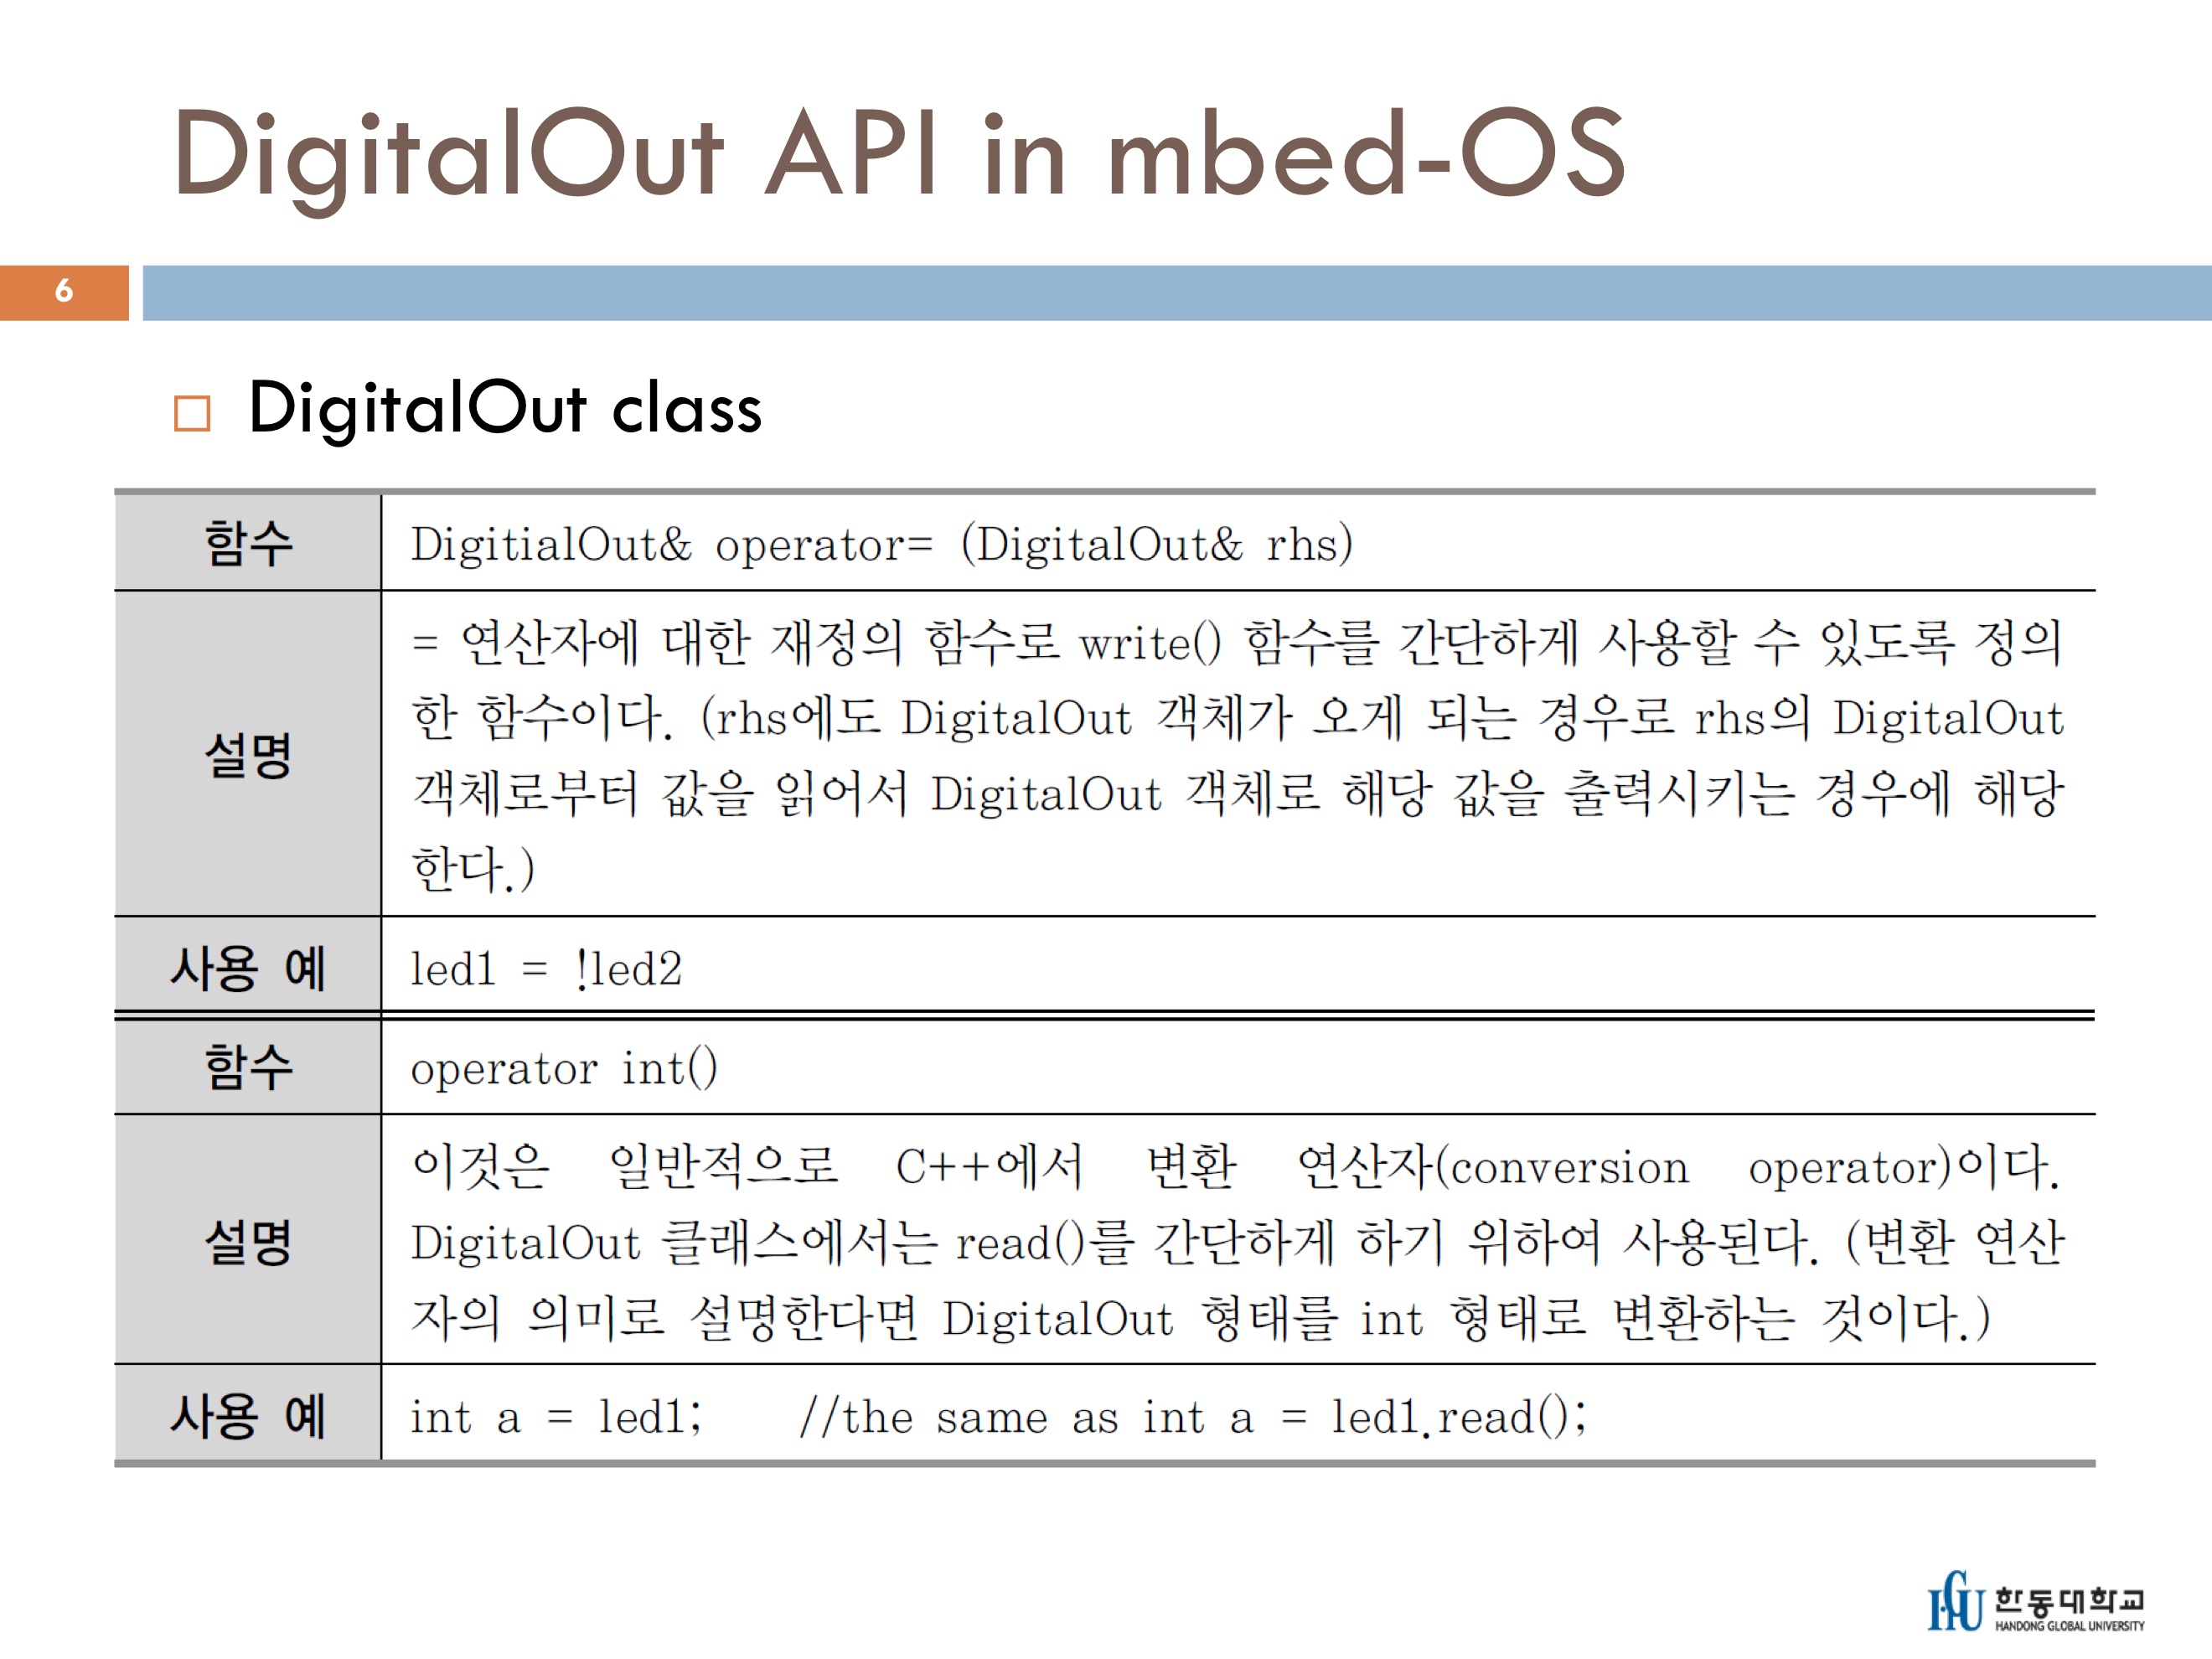 DigitalOut API in mbed-OS
6
DigitalOut class
함수
DigitialOut& operator= (DigitalOut& rhs)
설명
= 연산자에 대한 재정의 함수로 write() 함수를 간단하게 사용할 수 있도록 정의
한 함수이다. (rhs에도 DigitalOut 객체가 오게 되는 경우로 rhs의 DigitalOut
객체로부터 값을 읽어서 DigitalOut 객체로 해당 값을 출력시키는 경우에 해당
한다.)
사용 예
led1 = !led2
함수
operator int()
설명
이것은 일반적으로 C++에서 변환 연산자(conversion operator)이다.
DigitalOut 클래스에서는 read()를 간단하게 하기 위하여 사용된다. (변환 연산
자의 의미로 설명한다면 DigitalOut 형태를 int 형태로 변환하는 것이다.)
사용 예
int a = led1; //the same as int a = led1.read();
HGU 한동대학교
HANDONG GLOBAL UNIVERSITY